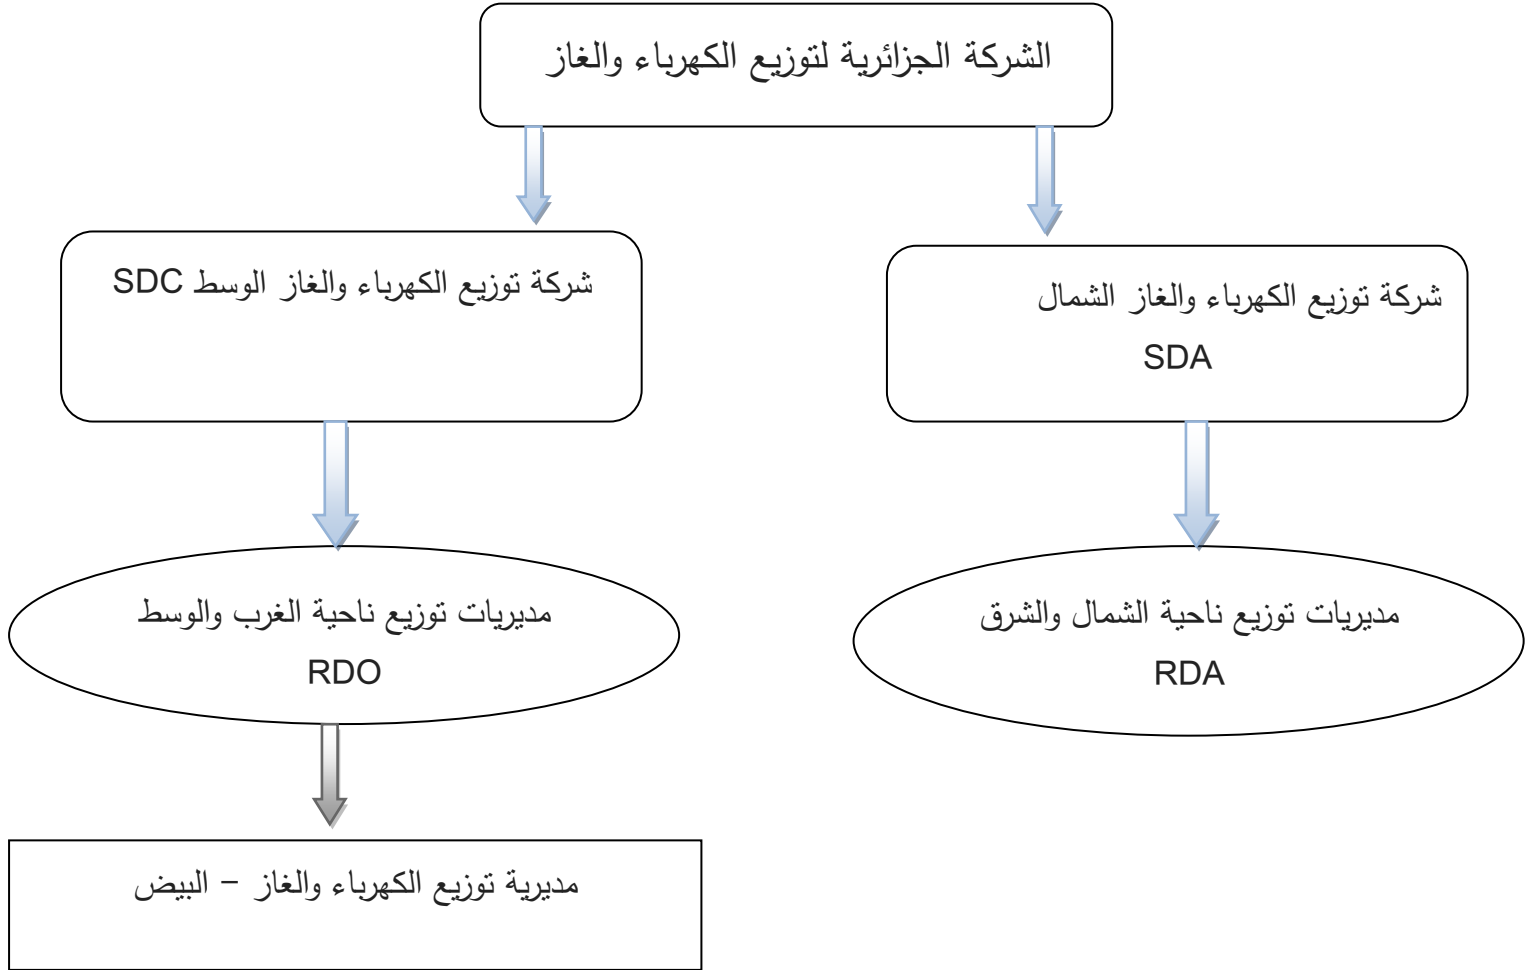 الشركة الجزائرية لتوزيع الكهرباء والغاز
شركة توزيع الكهرباء والغاز الشمال
SDA
شركة توزيع الكهرباء والغاز الوسط SDC
مديريات توزيع ناحية الشمال والشرق
RDA
مديريات توزيع ناحية الغرب والوسط
RDO
مديرية توزيع الكهرباء والغاز – البيض